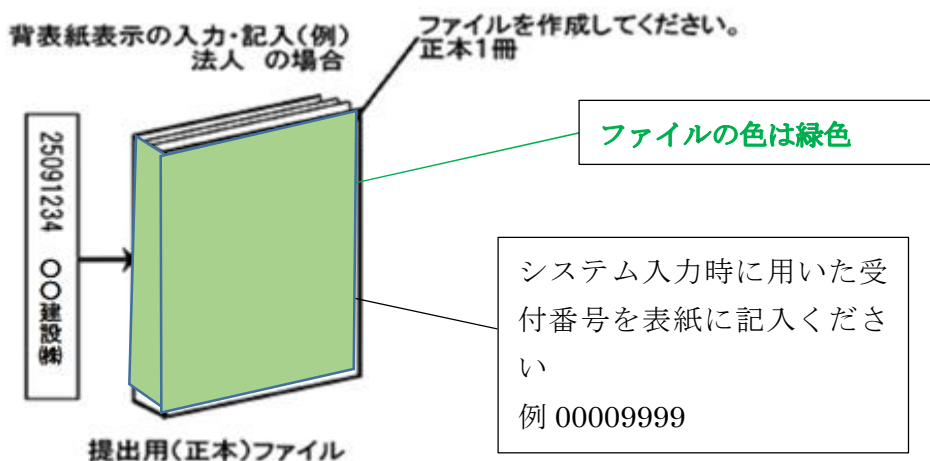 背表紙表示の入力・記入(例)
法人 の場合
ファイルを作成してください。
正本1冊
ファイルの色は緑色
25091234 〇〇建設㈱
システム入力時に用いた受
付番号を表紙に記入くださ
い
例 00009999
提出用(正本)ファイル